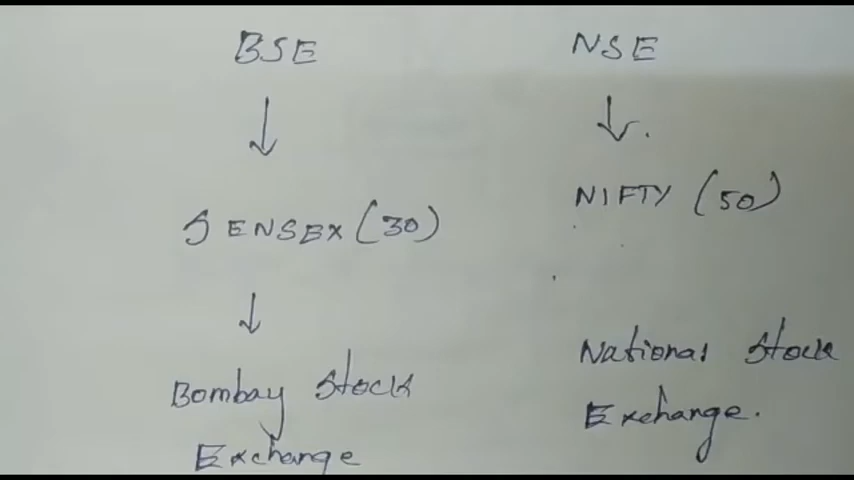 BSE
NSE
SENSEX (30)
NIFTY (50)
Bombay Stock
Exchange
National Stock
Exchange.